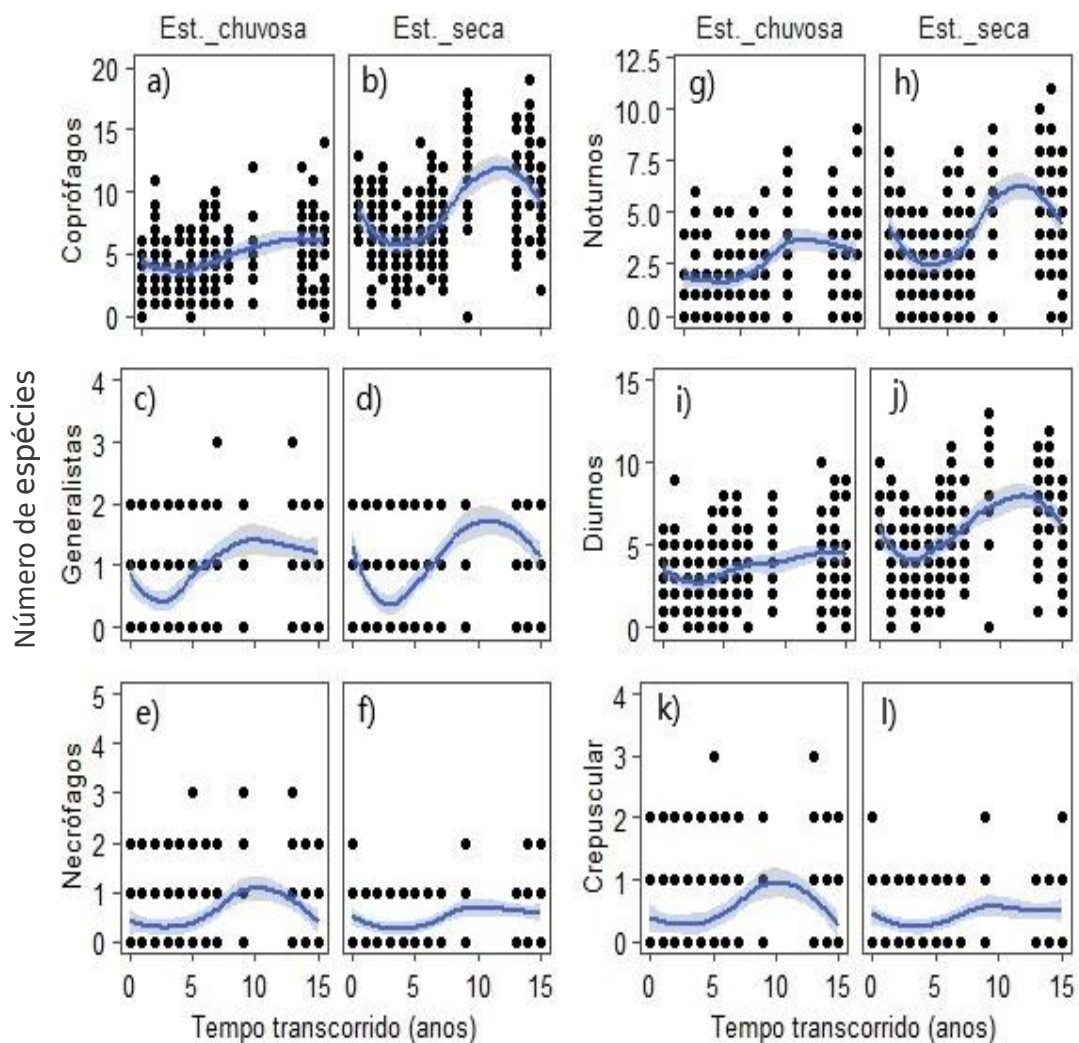 Est._chuvosa Est._seca Est._chuvosa Est._seca
a) b) g) h)
20 15 10 5 0
Coprófagos
12.5 10.0 7.5 5.0 2.5 0.0
Noturnos
c) d) i) j)
4 3 2 1 0
Generalistas
15 10 5 0
Diurnos
Número de espécies
e) f) k) l)
5 4 3 2 1 0
Necrófagos
4 3 2 1 0
Crepuscular
0 5 10 15 0 5 10 15 0 5 10 15 0 5 10 15
Tempo transcorrido (anos) Tempo transcorrido (anos)